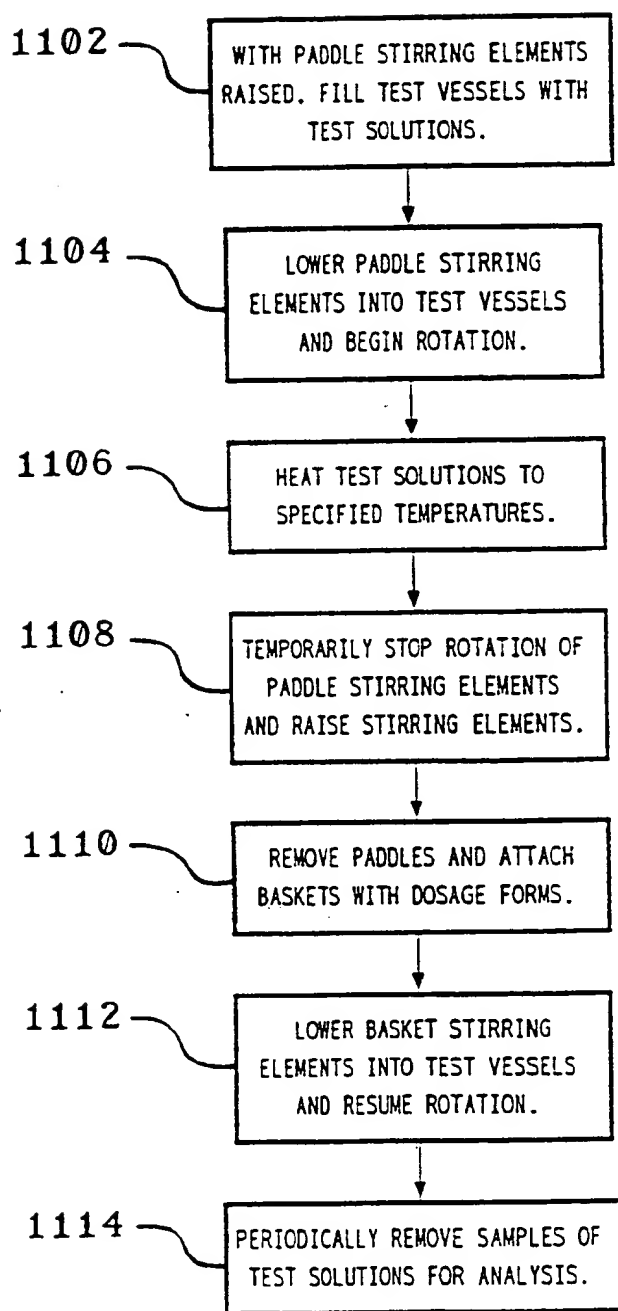 1102
WITH PADDLE STIRRING ELEMENTS
RAISED. FILL TEST VESSELS WITH
TEST SOLUTIONS.
1104
LOWER PADDLE STIRRING
ELEMENTS INTO TEST VESSELS
AND BEGIN ROTATION.
1106
HEAT TEST SOLUTIONS TO
SPECIFIED TEMPERATURES.
1108
TEMPORARILY STOP ROTATION OF
PADDLE STIRRING ELEMENTS
AND RAISE STIRRING ELEMENTS.
1110
REMOVE PADDLES AND ATTACH
BASKETS WITH DOSAGE FORMS.
1112
LOWER BASKET STIRRING
ELEMENTS INTO TEST VESSELS
AND RESUME ROTATION.
1114
PERIODICALLY REMOVE SAMPLES OF
TEST SOLUTIONS FOR ANALYSIS.